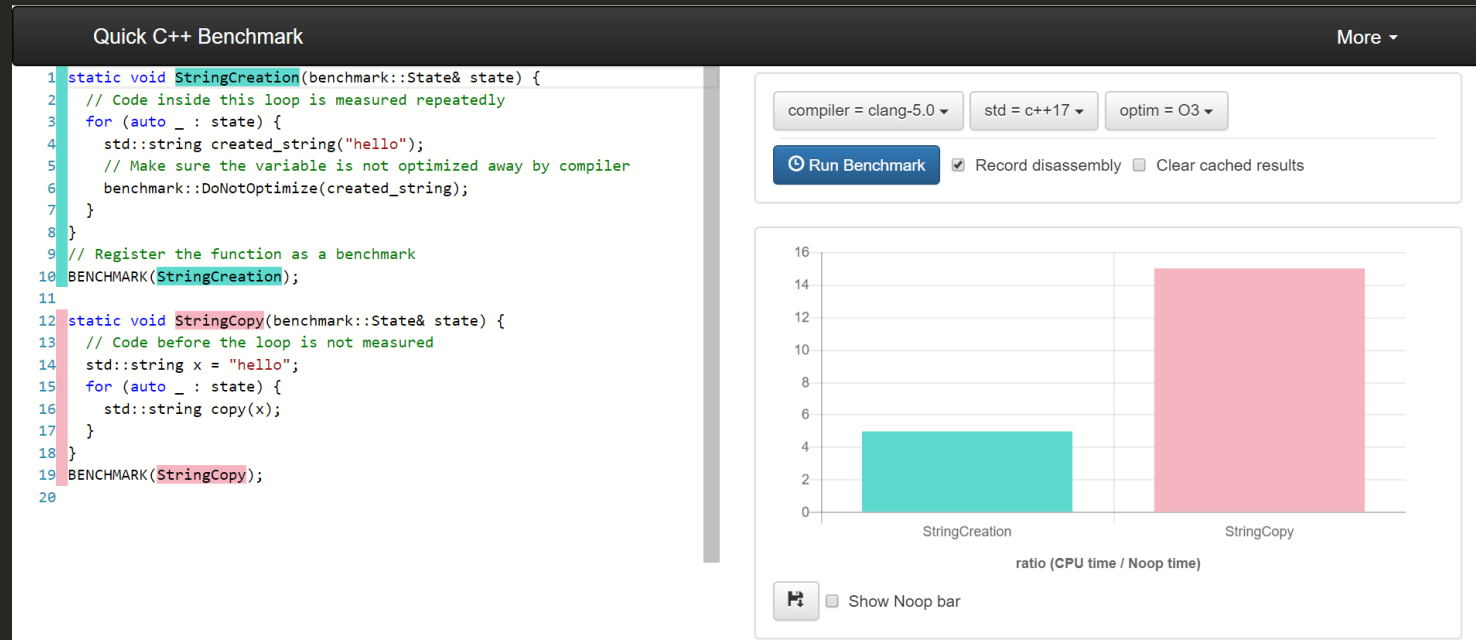 Quick C++ Benchmark
More
1 static void StringCreation(benchmark::State& state) {
2   // Code inside this loop is measured repeatedly
3   for (auto _ : state) {
4     std::string created_string("hello");
5     // Make sure the variable is not optimized away by compiler
6     benchmark::DoNotOptimize(created_string);
7   }
8 }
9 // Register the function as a benchmark
10 BENCHMARK(StringCreation);
11
12 static void StringCopy(benchmark::State& state) {
13   // Code before the loop is not measured
14   std::string x = "hello";
15   for (auto _ : state) {
16     std::string copy(x);
17   }
18 }
19 BENCHMARK(StringCopy);
20
compiler = clang-5.0 std = c++17 optim = O3
Run Benchmark Record disassembly Clear cached results
16
14
12
10
8
6
4
2
0
StringCreation StringCopy
ratio (CPU time / Noop time)
Show Noop bar